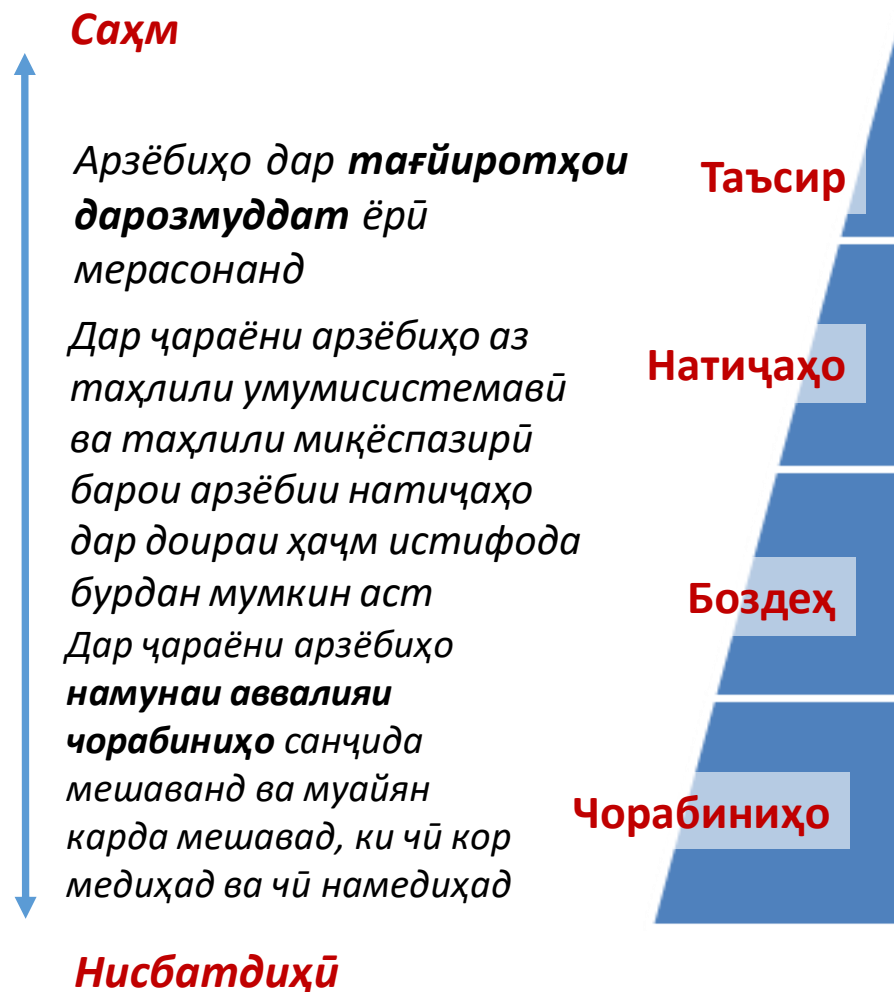 Саҳм
Арзёбиҳо дар тағйиротҳои
дарозмуддат ёрӣ
мерасонанд
Таъсир
Дар ҷараёни арзёбиҳо аз
таҳлили умумисистемавӣ
ва таҳлили миқёспазирӣ
барои арзёбии натиҷаҳо
дар доираи ҳаҷм истифода
бурдан мумкин аст
Натиҷаҳо
Боздеҳ
Дар ҷараёни арзёбиҳо
намунаи аввалияи
чорабиниҳо санҷида
мешаванд ва муайян
карда мешавад, ки чӣ кор
медиҳад ва чӣ намедиҳад
Чорабиниҳо
Нисбатдиҳӣ